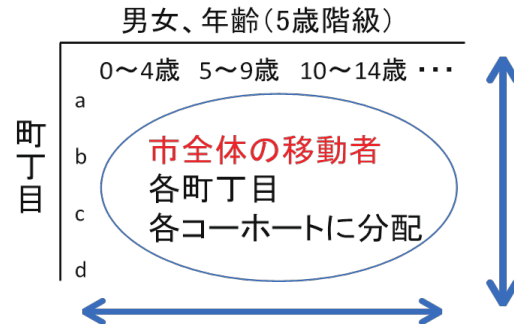 男女、年齢(5歳階級)
0～4歳 5～9歳 10～14歳 ・・・
町丁目
a
b
c
d
市全体の移動者
各町丁目
各コーホートに分配